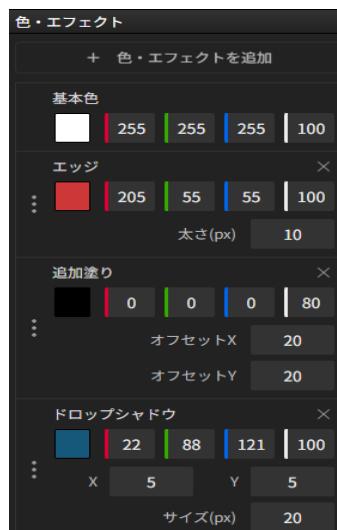 色・エフェクト
+ 色・エフェクトを追加
基本色
255 255 255 100
エッジ ×
205 55 55 100
太さ(px) 10
追加塗り ×
0 0 0 80
オフセットX 20
オフセットY 20
ドロップシャドウ ×
22 88 121 100
X 5 Y 5
サイズ(px) 20